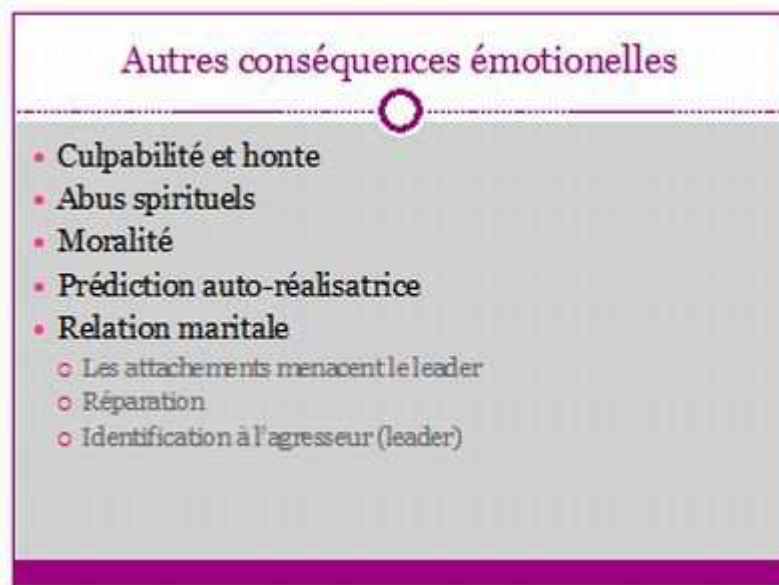 Autres conséquences émotionelles
Culpabilité et honte
Abus spirituels
Moralité
Prédiction auto-réalisatrice
Relation maritale
Les attachements menacent le leader
Réparation
Identification à l'agresseur (leader)